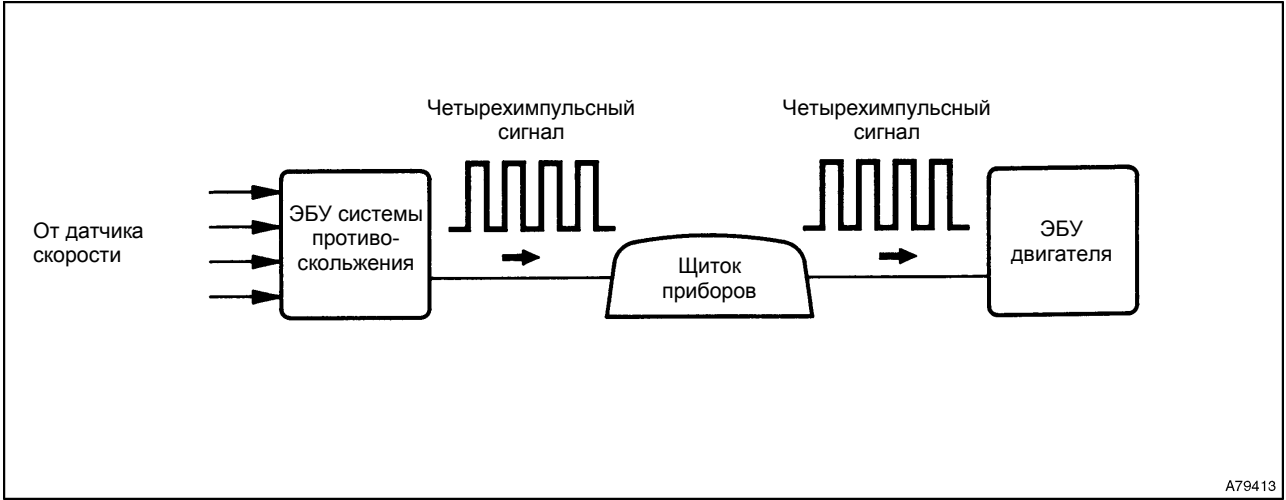 Четырехимпульсный
сигнал
Четырехимпульсный
сигнал
От датчика
скорости
ЭБУ системы
противо-
скольжения
Щиток
приборов
ЭБУ
двигателя
A79413